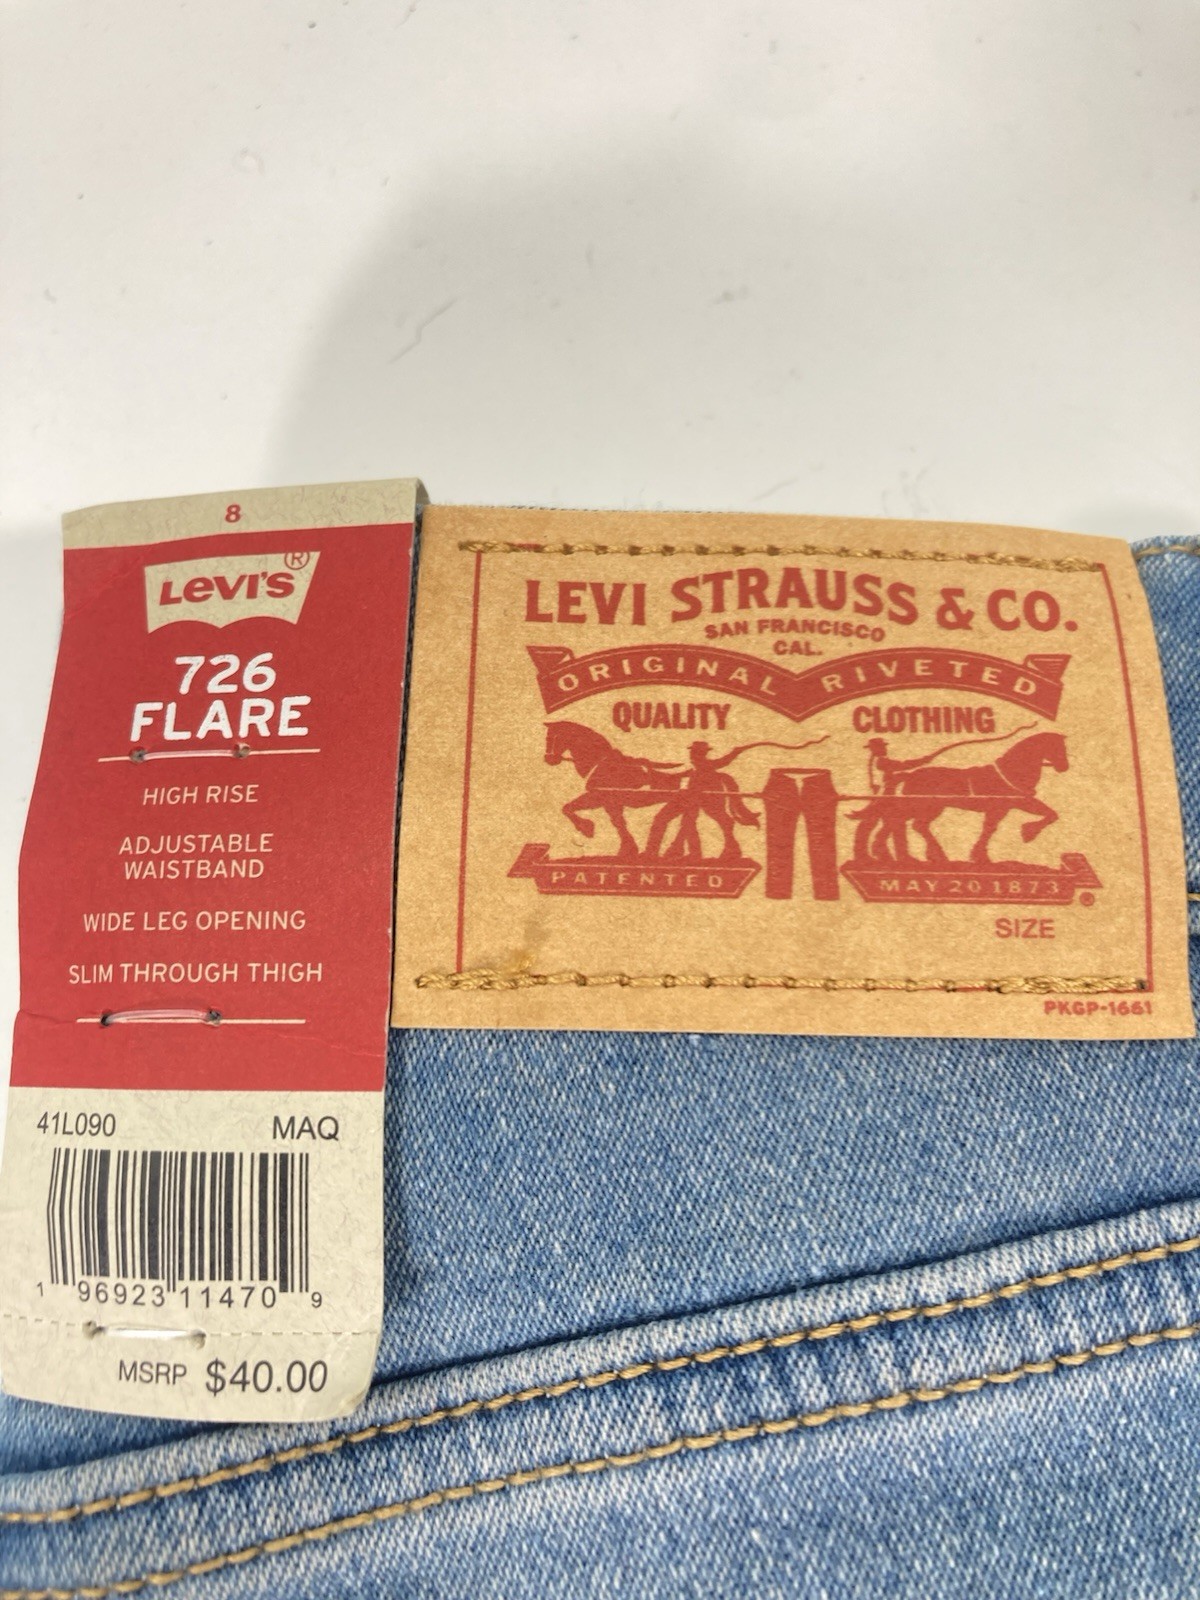 8
LEVI'S®
726
FLARE
HIGH RISE
ADJUSTABLE
WAISTBAND
WIDE LEG OPENING
SLIM THROUGH THIGH
41L090 MAQ
1 96923 11470 9
MSRP $40.00
LEVI STRAUSS & CO.
SAN FRANCISCO
CAL.
ORIGINAL RIVETED
QUALITY CLOTHING
PATENTED MAY 20 1873 ®
SIZE
PKGP-1661